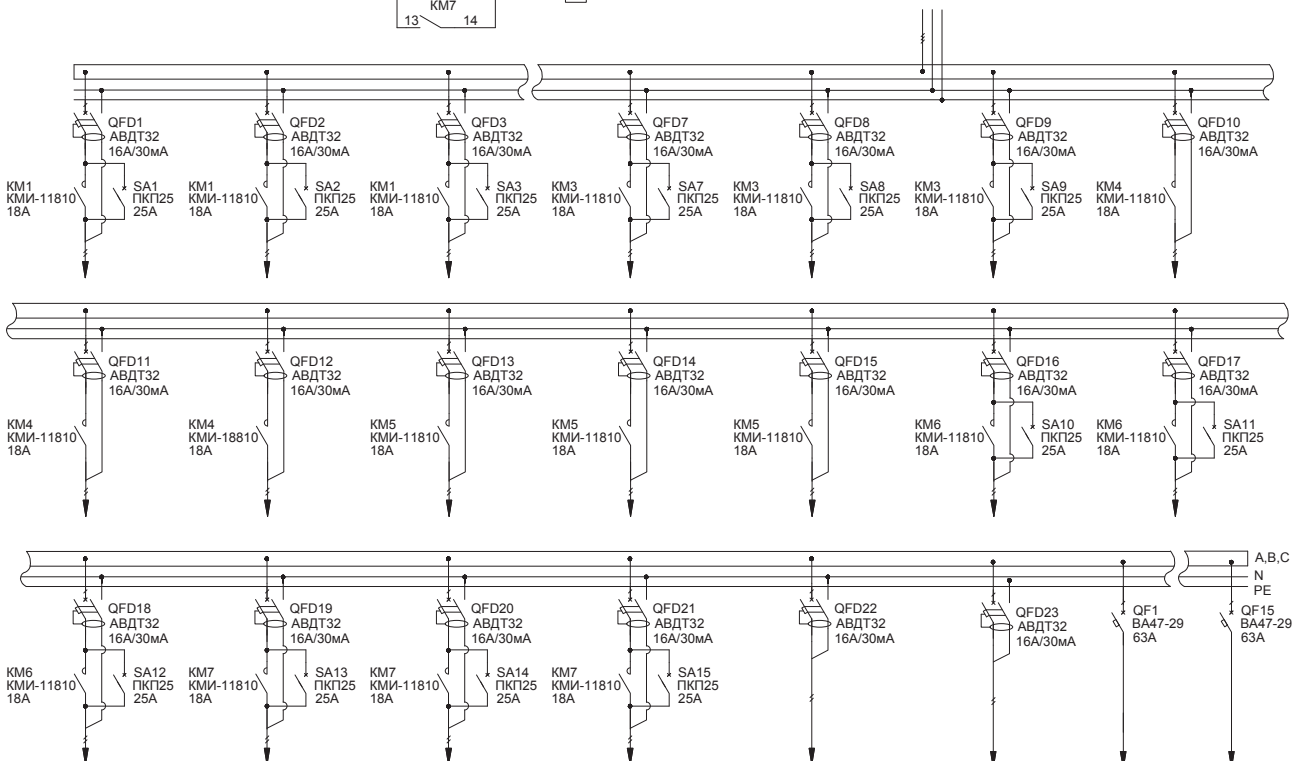 КМ7
13 14
QFD1
АВДТ32
16А/30мА
QFD2
АВДТ32
16А/30мА
QFD3
АВДТ32
16А/30мА
QFD7
АВДТ32
16А/30мА
QFD8
АВДТ32
16А/30мА
QFD9
АВДТ32
16А/30мА
QFD10
АВДТ32
16А/30мА
КМ1
КМИ-11810
18А
SA1
ПКП25
25А
КМ1
КМИ-11810
18А
SA2
ПКП25
25А
КМ1
КМИ-11810
18А
SA3
ПКП25
25А
КМ3
КМИ-11810
18А
SA7
ПКП25
25А
КМ3
КМИ-11810
18А
SA8
ПКП25
25А
КМ3
КМИ-11810
18А
SA9
ПКП25
25А
КМ4
КМИ-11810
18А
QFD11
АВДТ32
16А/30мА
QFD12
АВДТ32
16А/30мА
QFD13
АВДТ32
16А/30мА
QFD14
АВДТ32
16А/30мА
QFD15
АВДТ32
16А/30мА
QFD16
АВДТ32
16А/30мА
QFD17
АВДТ32
16А/30мА
КМ4
КМИ-11810
18А
КМ4
КМИ-18810
18А
КМ5
КМИ-11810
18А
КМ5
КМИ-11810
18А
КМ5
КМИ-11810
18А
КМ6
КМИ-11810
18А
SA10
ПКП25
25А
КМ6
КМИ-11810
18А
SA11
ПКП25
25А
A,B,C
N
PE
QFD18
АВДТ32
16А/30мА
QFD19
АВДТ32
16А/30мА
QFD20
АВДТ32
16А/30мА
QFD21
АВДТ32
16А/30мА
QFD22
АВДТ32
16А/30мА
QFD23
АВДТ32
16А/30мА
QF1
ВА47-29
63А
QF15
ВА47-29
63А
КМ6
КМИ-11810
18А
SA12
ПКП25
25А
КМ7
КМИ-11810
18А
SA13
ПКП25
25А
КМ7
КМИ-11810
18А
SA14
ПКП25
25А
КМ7
КМИ-11810
18А
SA15
ПКП25
25А